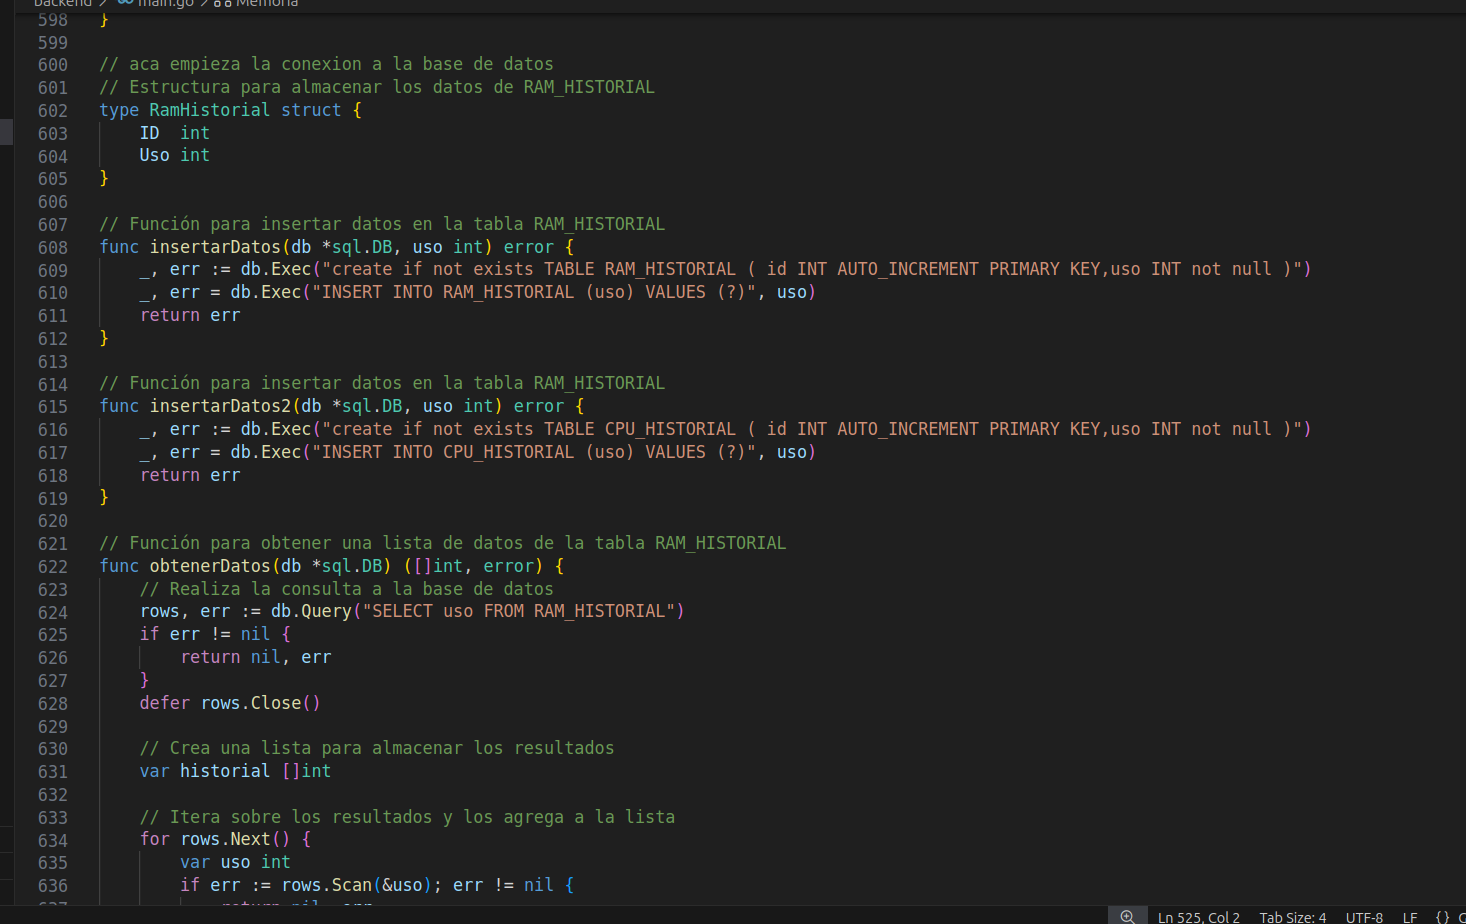 backend > main.go > Memoria
598 }
599
600 // aca empieza la conexion a la base de datos
601 // Estructura para almacenar los datos de RAM_HISTORIAL
602 type RamHistorial struct {
603     ID  int
604     Uso int
605 }
606
607 // Función para insertar datos en la tabla RAM_HISTORIAL
608 func insertarDatos(db *sql.DB, uso int) error {
609     _, err := db.Exec("create if not exists TABLE RAM_HISTORIAL ( id INT AUTO_INCREMENT PRIMARY KEY,uso INT not null )")
610     _, err = db.Exec("INSERT INTO RAM_HISTORIAL (uso) VALUES (?)", uso)
611     return err
612 }
613
614 // Función para insertar datos en la tabla RAM_HISTORIAL
615 func insertarDatos2(db *sql.DB, uso int) error {
616     _, err := db.Exec("create if not exists TABLE CPU_HISTORIAL ( id INT AUTO_INCREMENT PRIMARY KEY,uso INT not null )")
617     _, err = db.Exec("INSERT INTO CPU_HISTORIAL (uso) VALUES (?)", uso)
618     return err
619 }
620
621 // Función para obtener una lista de datos de la tabla RAM_HISTORIAL
622 func obtenerDatos(db *sql.DB) ([]int, error) {
623     // Realiza la consulta a la base de datos
624     rows, err := db.Query("SELECT uso FROM RAM_HISTORIAL")
625     if err != nil {
626         return nil, err
627     }
628     defer rows.Close()
629
630     // Crea una lista para almacenar los resultados
631     var historial []int
632
633     // Itera sobre los resultados y los agrega a la lista
634     for rows.Next() {
635         var uso int
636         if err := rows.Scan(&uso); err != nil {
637             return nil, err
Ln 525, Col 2 Tab Size: 4 UTF-8 LF {}